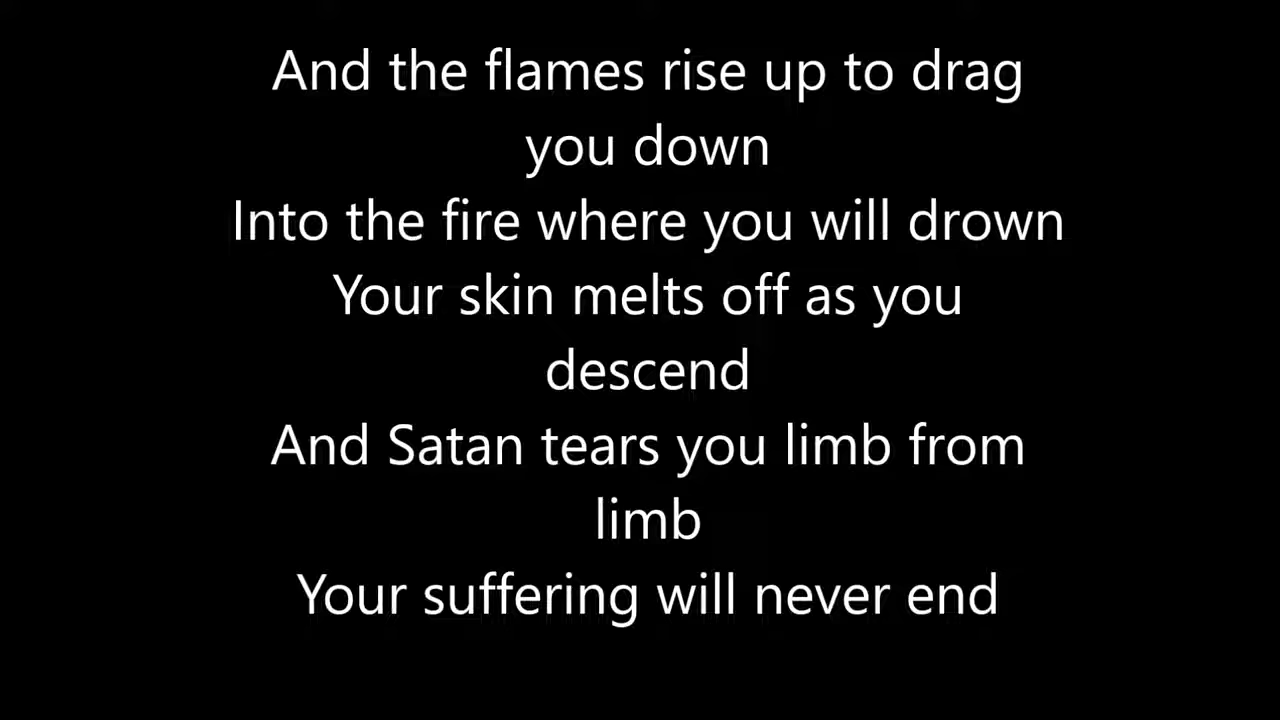 And the flames rise up to drag
you down
Into the fire where you will drown
Your skin melts off as you
descend
And Satan tears you limb from
limb
Your suffering will never end